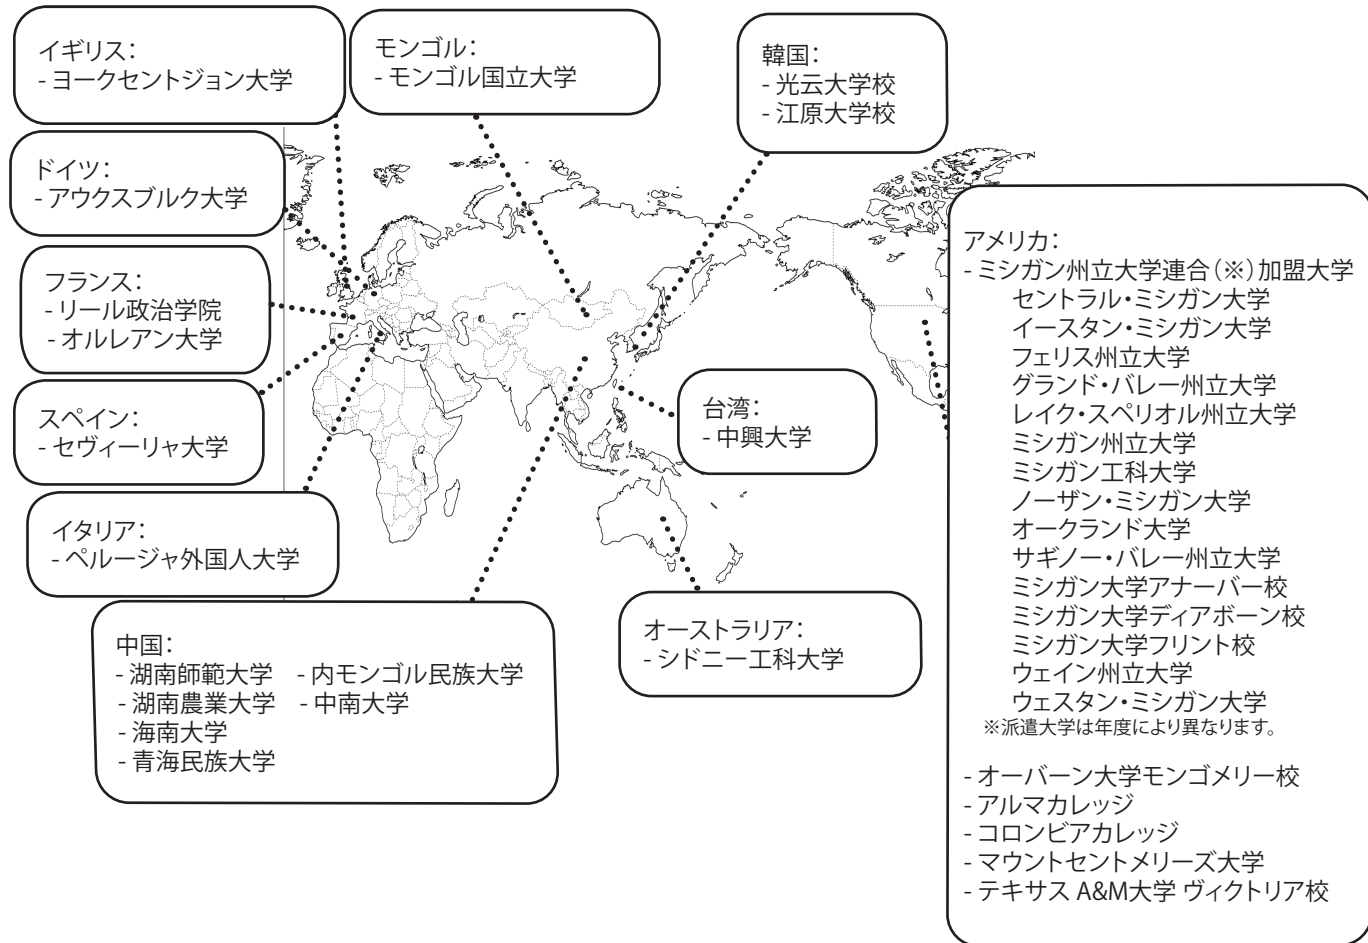 イギリス：
- ヨークセントジョン大学
モンゴル：
- モンゴル国立大学
韓国：
- 光云大学校
- 江原大学校
ドイツ：
- アウクスブルク大学
フランス：
- リール政治学院
- オルレアン大学
スペイン：
- セヴィーリャ大学
イタリア：
- ペルージャ外国人大学
台湾：
- 中興大学
中国：
- 湖南師範大学　- 内モンゴル民族大学
- 湖南農業大学　- 中南大学
- 海南大学
- 青海民族大学
オーストラリア：
- シドニー工科大学
アメリカ：
- ミシガン州立大学連合（※）加盟大学
セントラル・ミシガン大学
イースタン・ミシガン大学
フェリス州立大学
グランド・バレー州立大学
レイク・スペリオル州立大学
ミシガン州立大学
ミシガン工科大学
ノーザン・ミシガン大学
オークランド大学
サギノー・バレー州立大学
ミシガン大学アナーバー校
ミシガン大学ディアボーン校
ミシガン大学フリント校
ウェイン州立大学
ウェスタン・ミシガン大学
※派遣大学は年度により異なります。
- オーバーン大学モンゴメリー校
- アルマカレッジ
- コロンビアカレッジ
- マウントセントメリーズ大学
- テキサス A&M大学 ヴィクトリア校